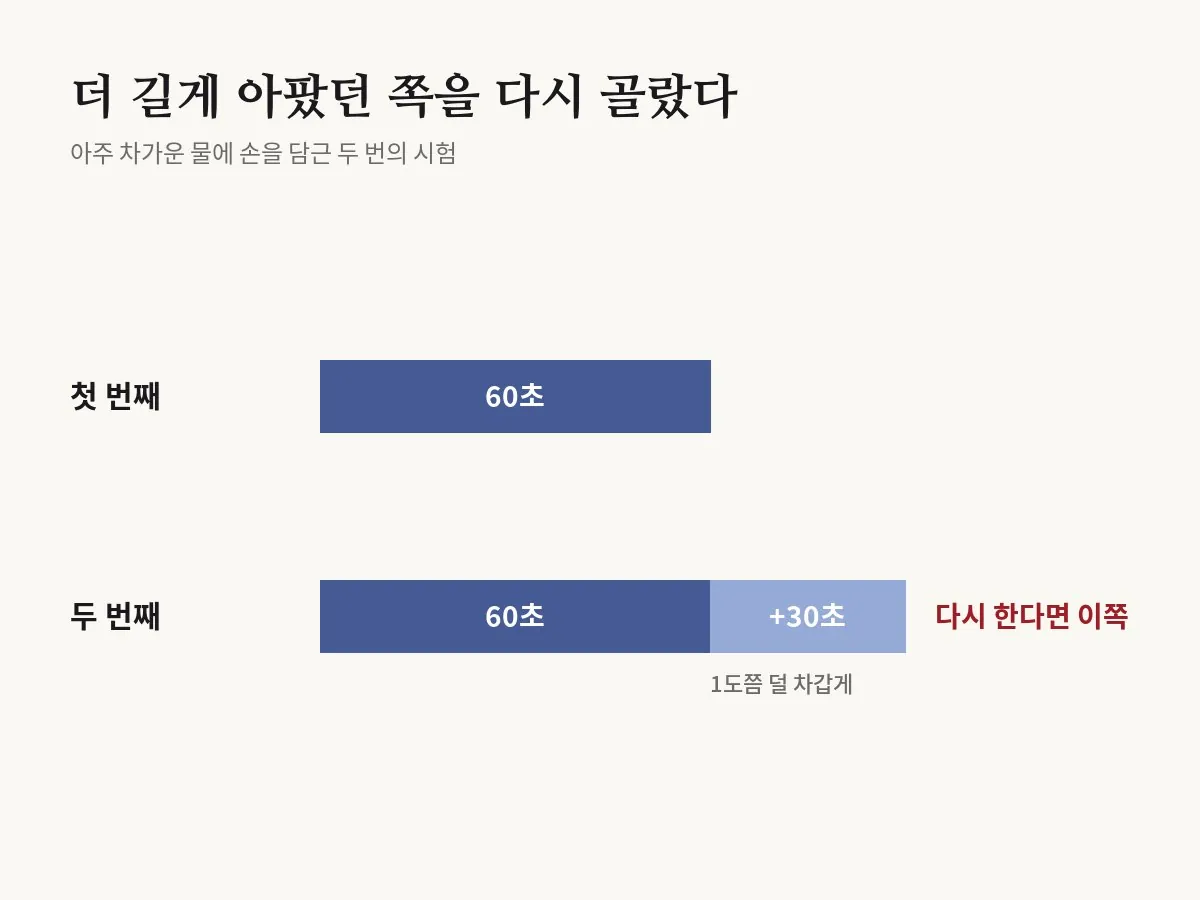 더 길게 아팠던 쪽을 다시 골랐다
아주 차가운 물에 손을 담근 두 번의 시험
첫 번째
60초
두 번째
60초
+30초
다시 한다면 이쪽
1도쯤 덜 차갑게